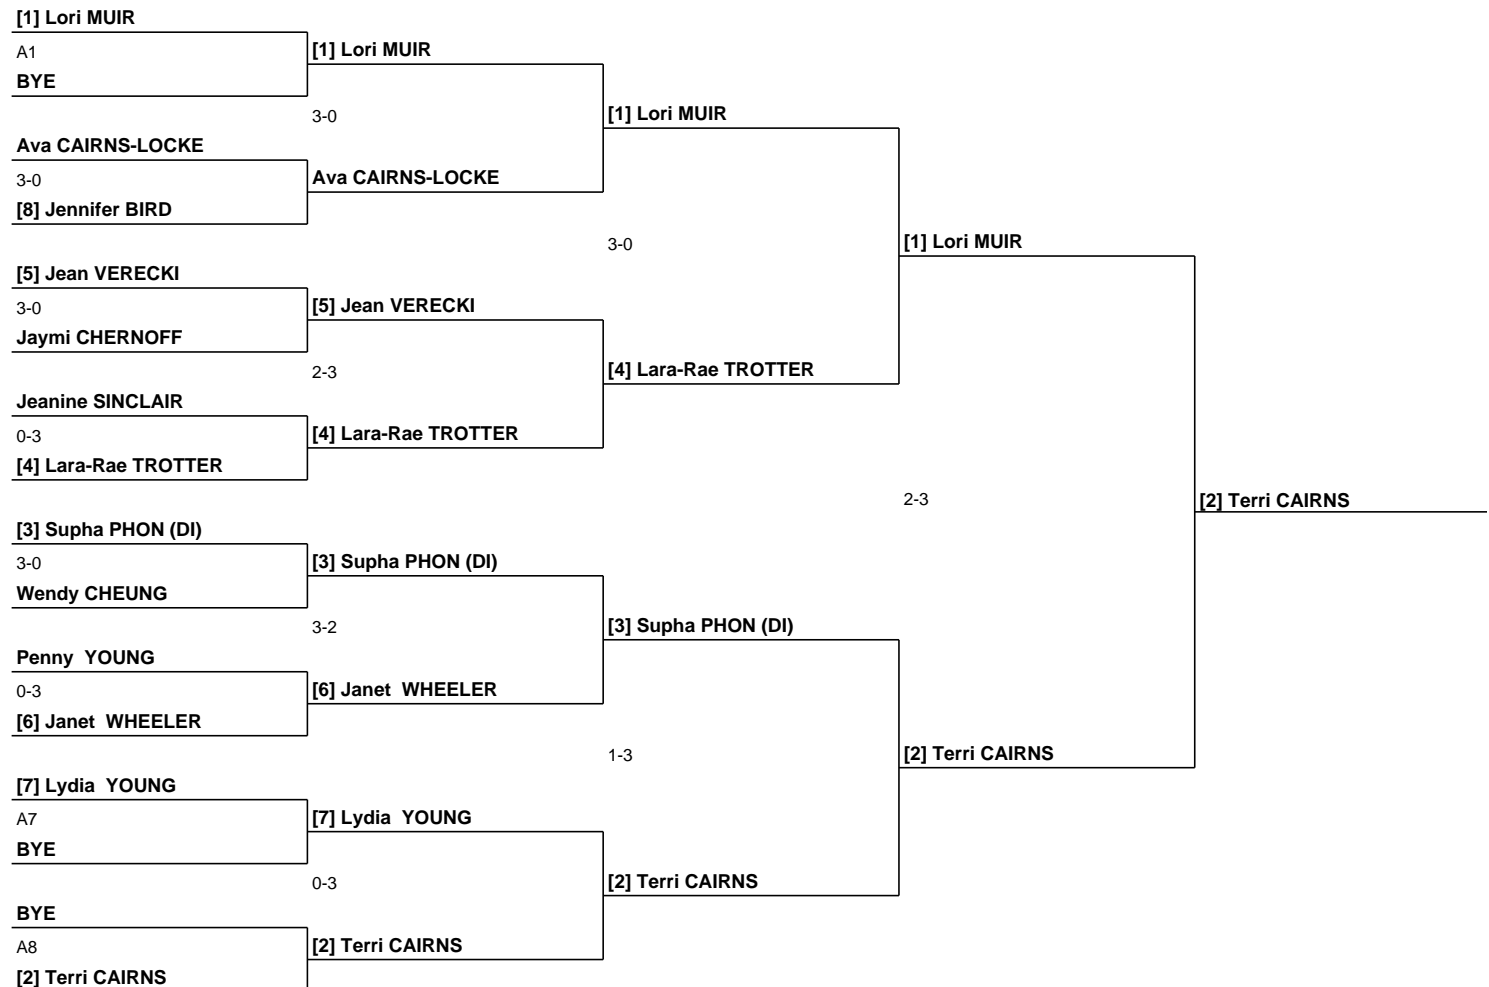 [1] Lori MUIR
A1
BYE
Ava CAIRNS-LOCKE
3-0
[8] Jennifer BIRD
[5] Jean VERECKI
3-0
Jaymi CHERNOFF
Jeanine SINCLAIR
0-3
[4] Lara-Rae TROTTER
[3] Supha PHON (DI)
3-0
Wendy CHEUNG
Penny  YOUNG
0-3
[6] Janet  WHEELER
[7] Lydia  YOUNG
A7
BYE
BYE
A8
[2] Terri CAIRNS
[1] Lori MUIR
3-0
Ava CAIRNS-LOCKE
[5] Jean VERECKI
2-3
[4] Lara-Rae TROTTER
[3] Supha PHON (DI)
3-2
[6] Janet  WHEELER
[7] Lydia  YOUNG
0-3
[2] Terri CAIRNS
[1] Lori MUIR
3-0
[4] Lara-Rae TROTTER
[3] Supha PHON (DI)
1-3
[2] Terri CAIRNS
[1] Lori MUIR
2-3
[2] Terri CAIRNS
[2] Terri CAIRNS